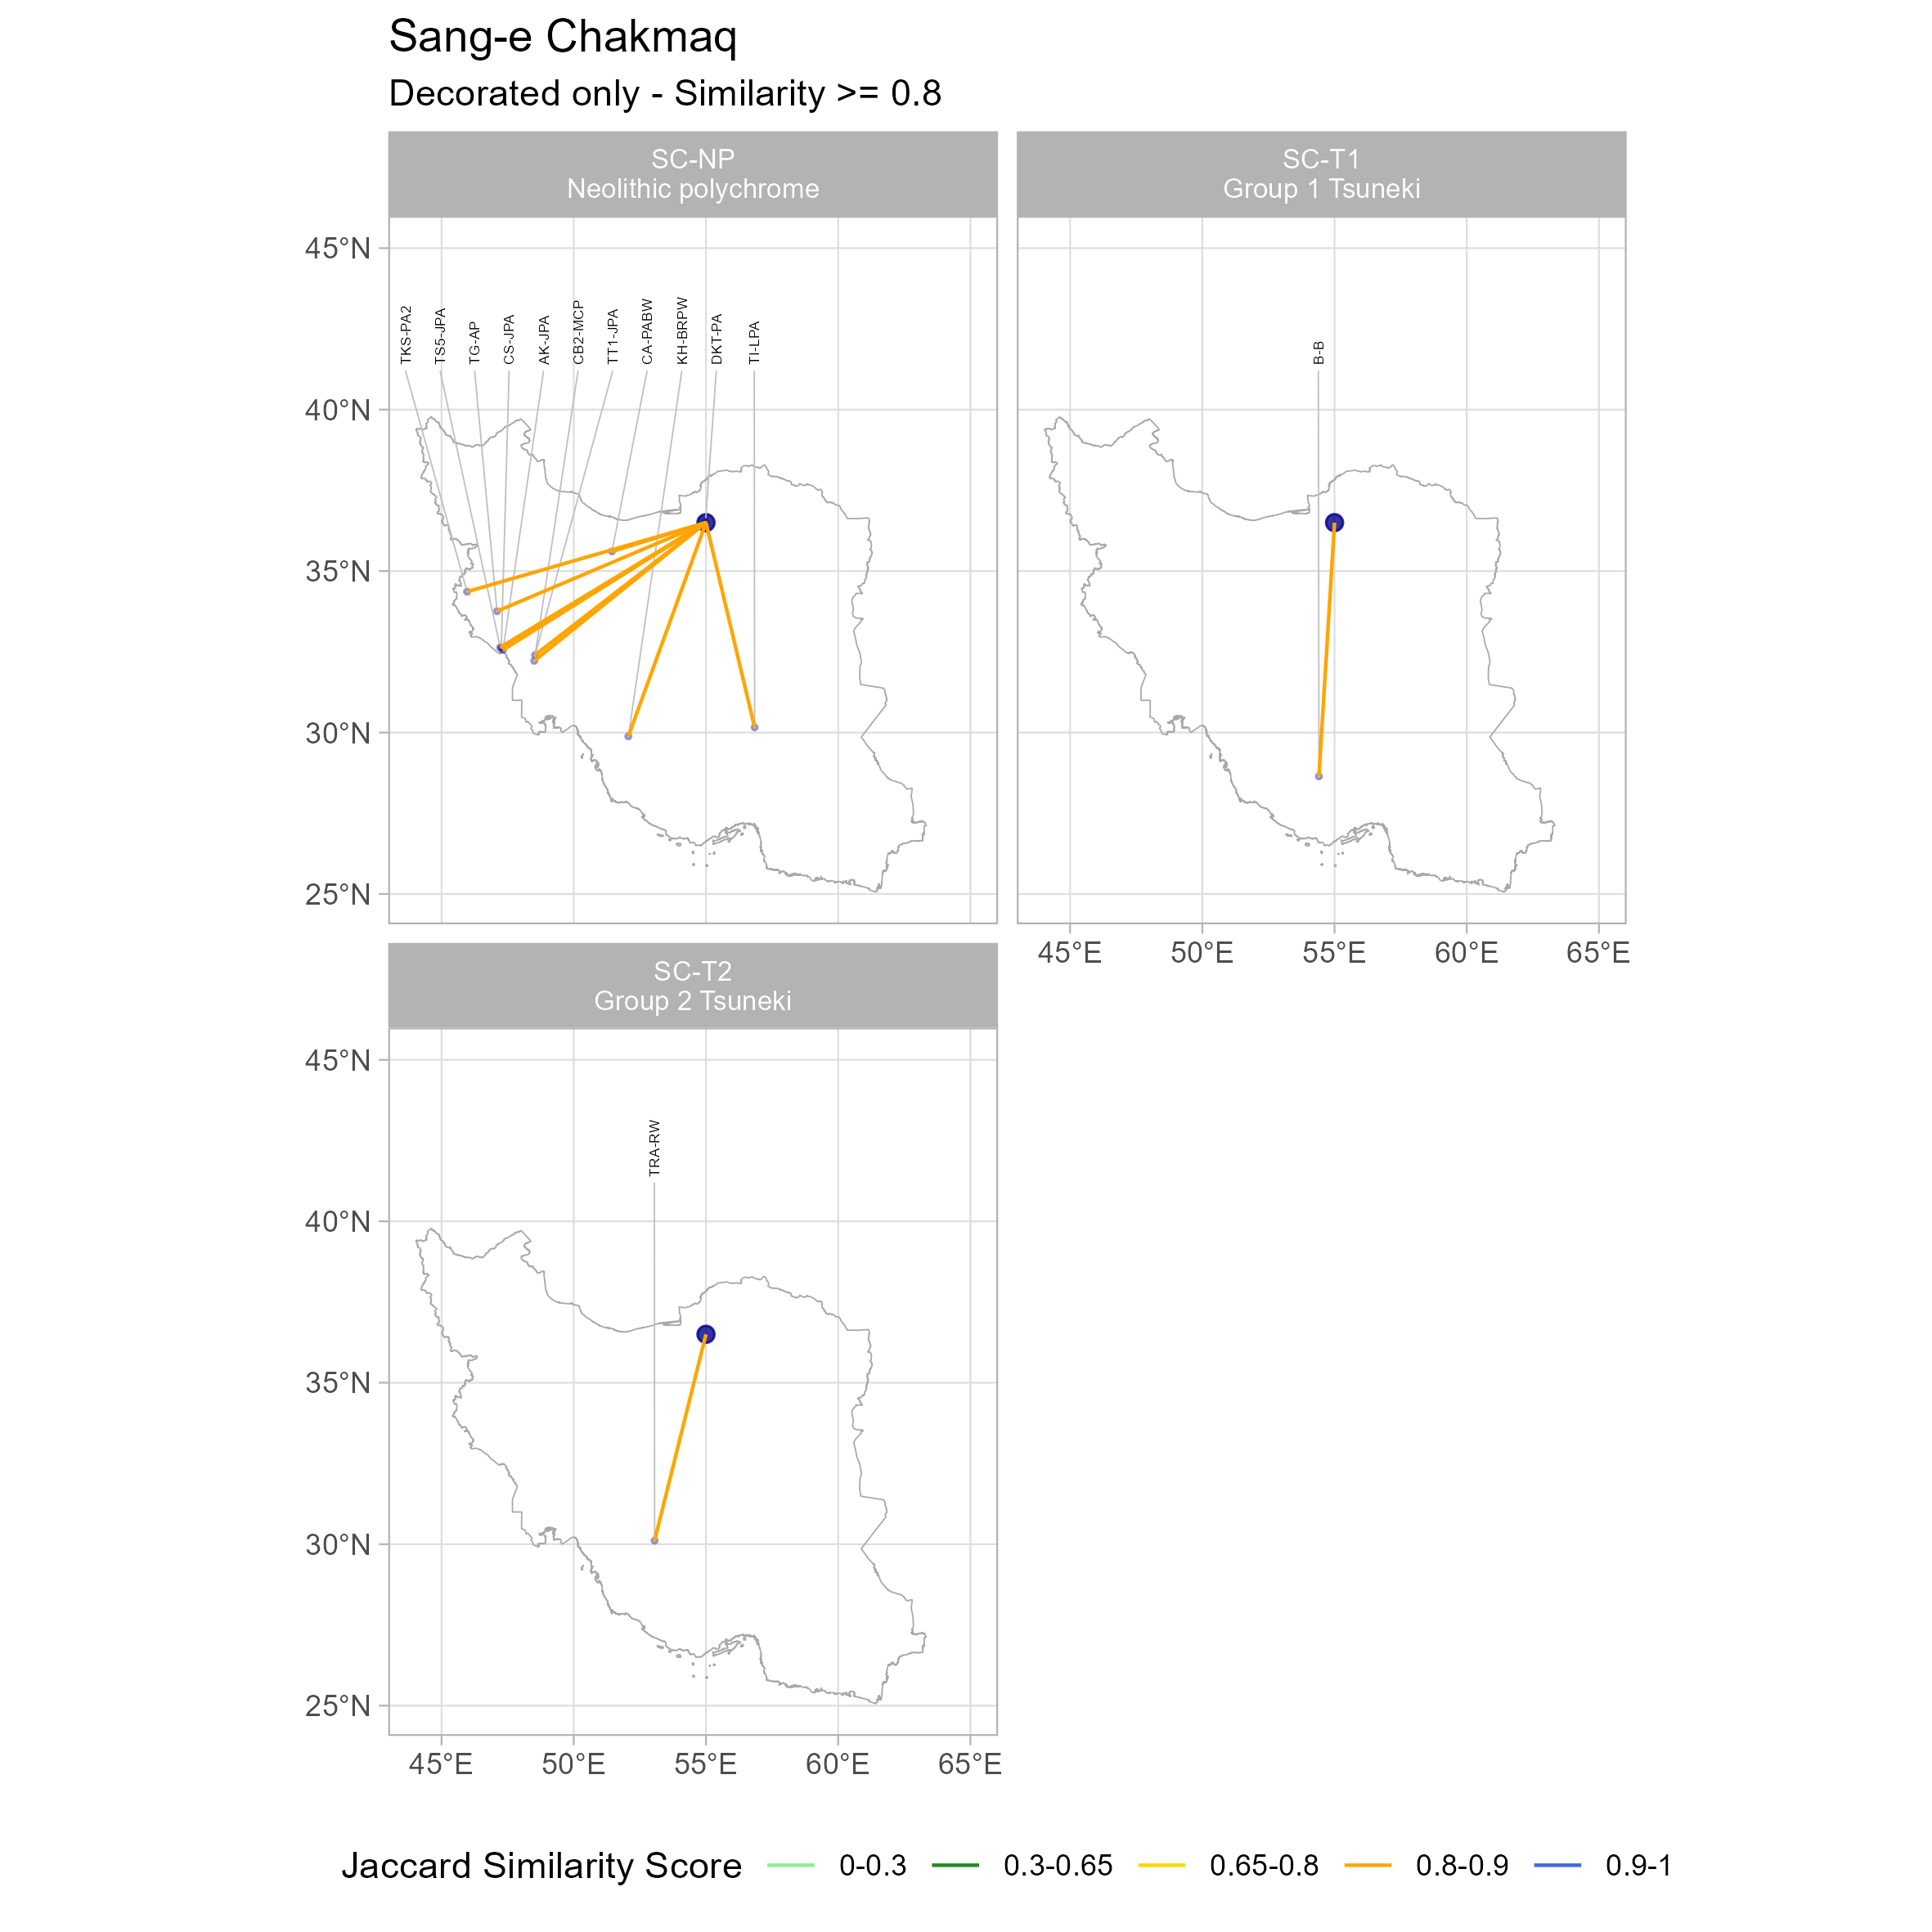 Sang-e Chakmaq
Decorated only - Similarity >= 0.8
SC-NP
Neolithic polychrome
SC-T1
Group 1 Tsuneki
45°N
40°N
35°N
30°N
25°N
TKS-PA2
TS5-JPA
TG-AP
CS-JPA
AK-JPA
CB2-MCP
TT1-JPA
CA-PABW
KH-BRPW
DKT-PA
TI-LPA
B-B
45°E 50°E 55°E 60°E 65°E
SC-T2
Group 2 Tsuneki
45°N
40°N
35°N
30°N
25°N
TRA-RW
45°E 50°E 55°E 60°E 65°E
Jaccard Similarity Score 0-0.3 0.3-0.65 0.65-0.8 0.8-0.9 0.9-1